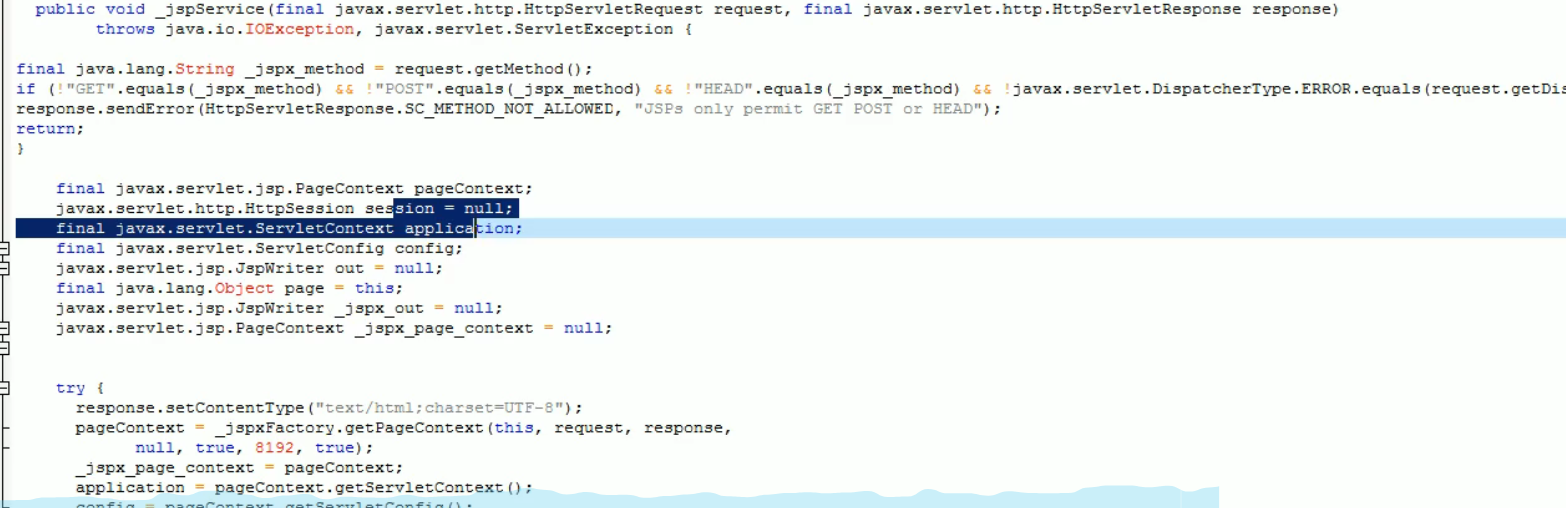 public void _jspService(final javax.servlet.http.HttpServletRequest request, final javax.servlet.http.HttpServletResponse response)
throws java.io.IOException, javax.servlet.ServletException {
final java.lang.String _jspx_method = request.getMethod();
if (!"GET".equals(_jspx_method) && !"POST".equals(_jspx_method) && !"HEAD".equals(_jspx_method) && !javax.servlet.DispatcherType.ERROR.equals(request.getDis
response.sendError(HttpServletResponse.SC_METHOD_NOT_ALLOWED, "JSPs only permit GET POST or HEAD");
return;
}
final javax.servlet.jsp.PageContext pageContext;
javax.servlet.http.HttpSession session = null;
final javax.servlet.ServletContext application;
final javax.servlet.ServletConfig config;
javax.servlet.jsp.JspWriter out = null;
final java.lang.Object page = this;
javax.servlet.jsp.JspWriter _jspx_out = null;
javax.servlet.jsp.PageContext _jspx_page_context = null;
try {
response.setContentType("text/html;charset=UTF-8");
pageContext = _jspxFactory.getPageContext(this, request, response,
null, true, 8192, true);
_jspx_page_context = pageContext;
application = pageContext.getServletContext();
config = pageContext.getServletConfig();